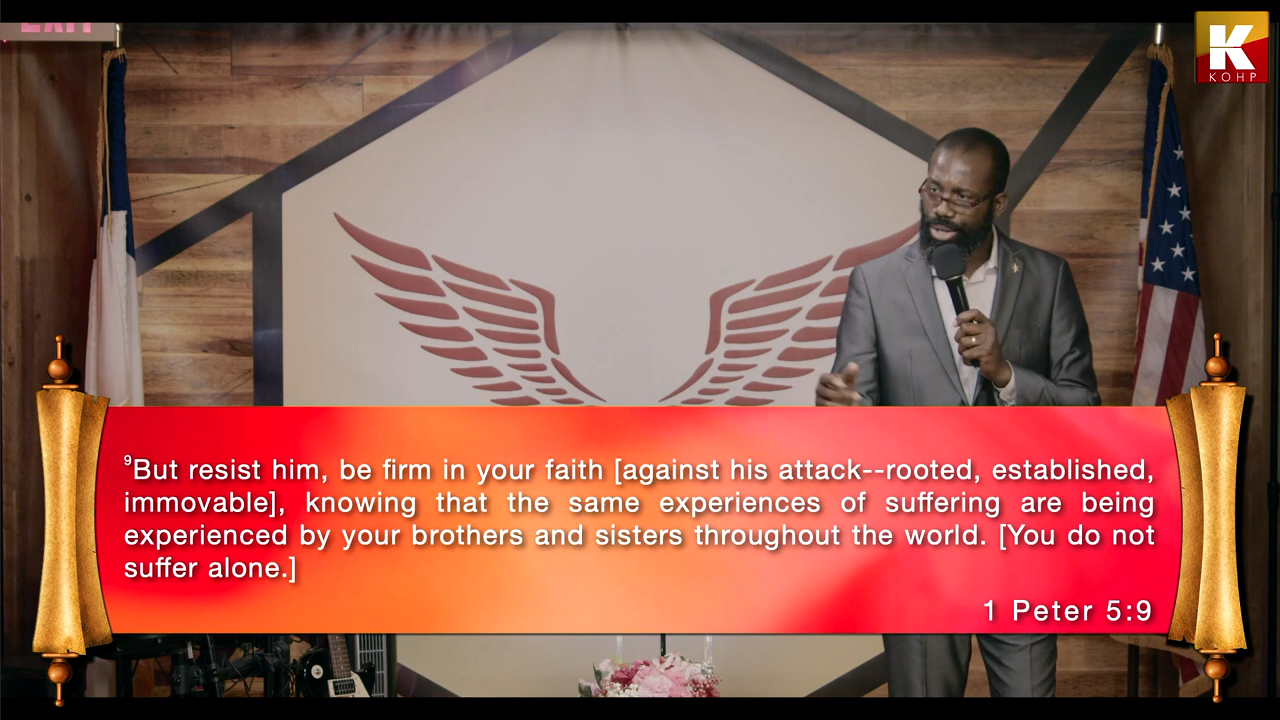 EXIT
K
KOHP
⁹But resist him, be firm in your faith [against his attack--rooted, established,
immovable], knowing that the same experiences of suffering are being
experienced by your brothers and sisters throughout the world. [You do not
suffer alone.]
1 Peter 5:9